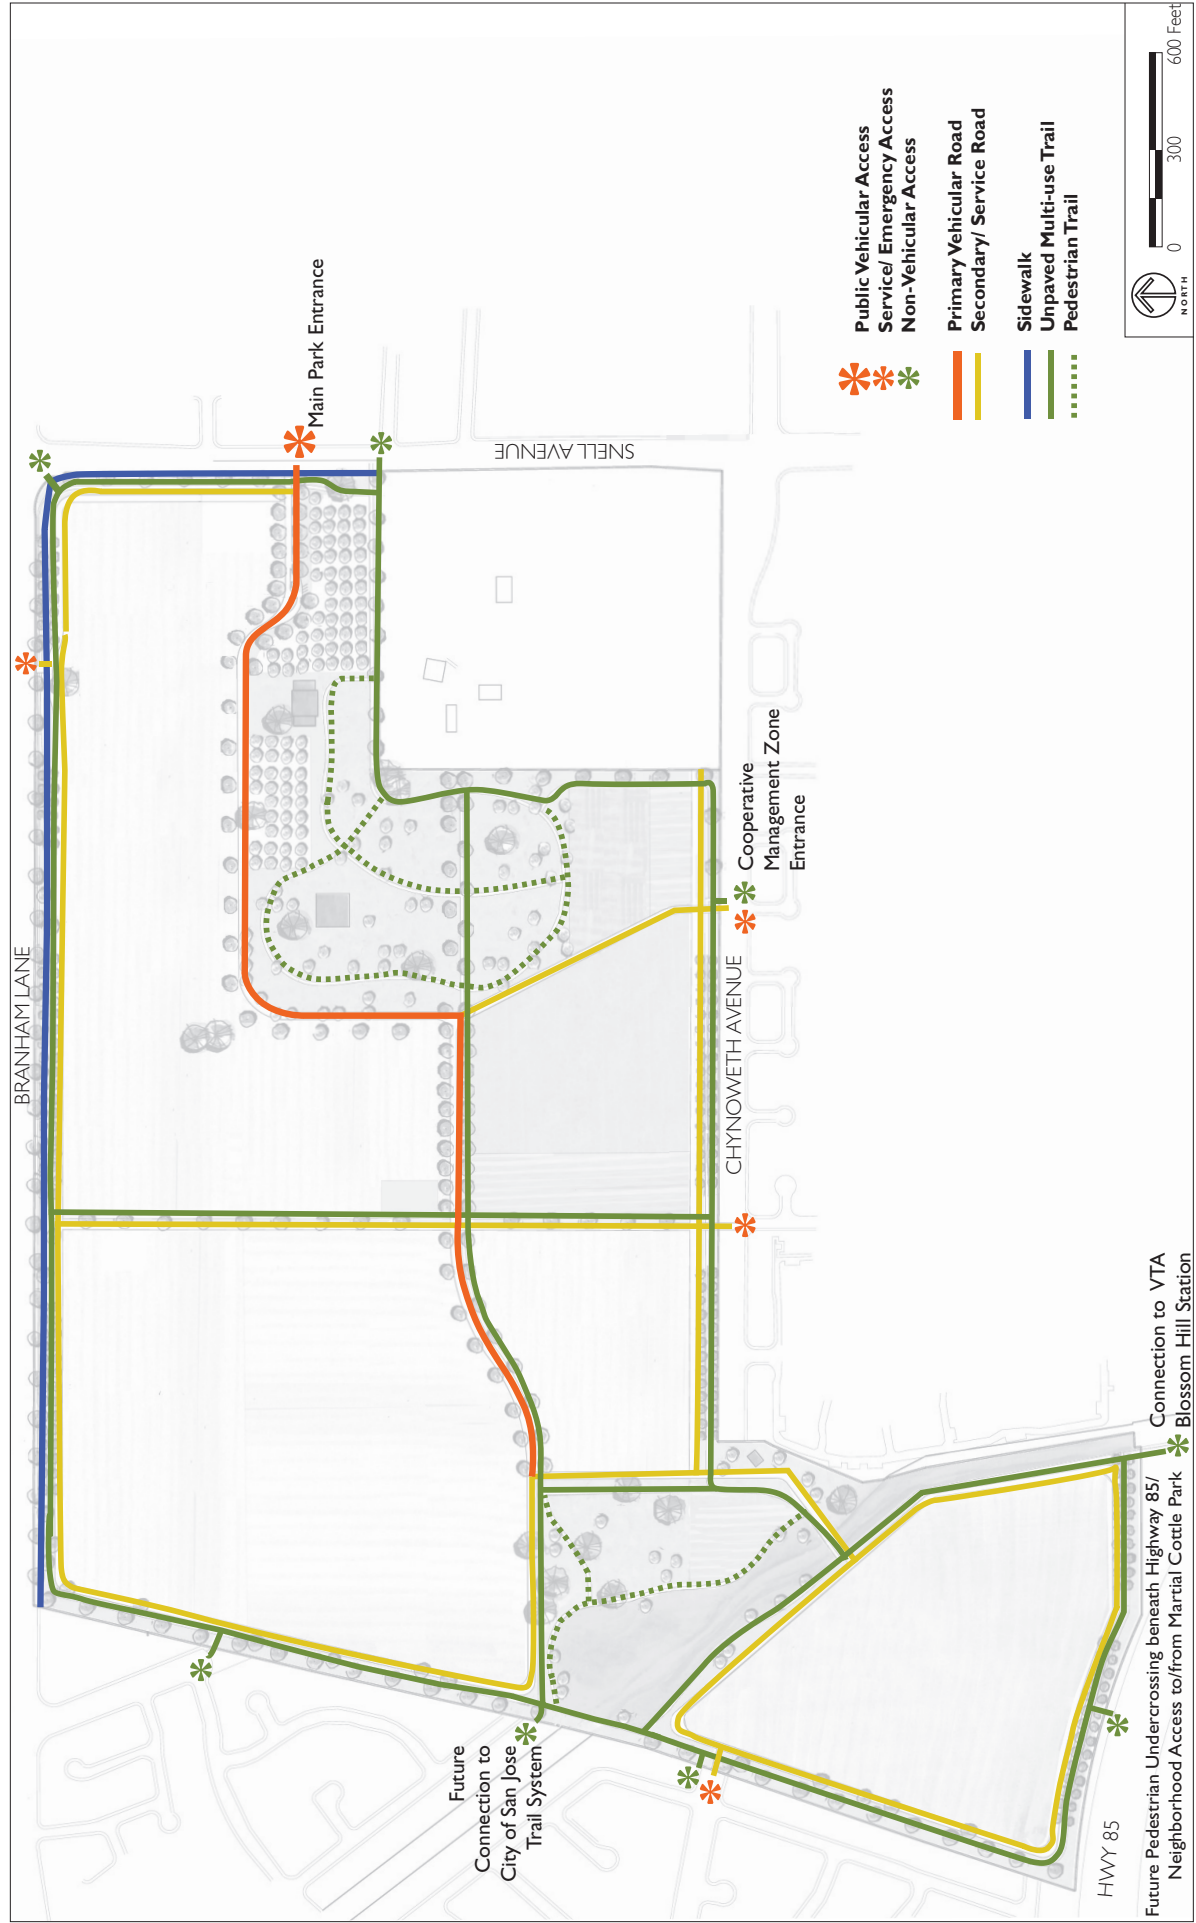 BRANHAM LANE
Main Park Entrance
SNELL AVENUE
Cooperative
Management Zone
Entrance
CHYNOWETH AVENUE
Future
Connection to
City of San Jose
Trail System
HWY 85
Connection to VTA
Blossom Hill Station
Future Pedestrian Undercrossing beneath Highway 85/
Neighborhood Access to/from Martial Cottle Park
Public Vehicular Access
Service/ Emergency Access
Non-Vehicular Access
Primary Vehicular Road
Secondary/ Service Road
Sidewalk
Unpaved Multi-use Trail
Pedestrian Trail
NORTH
0 300 600 Feet